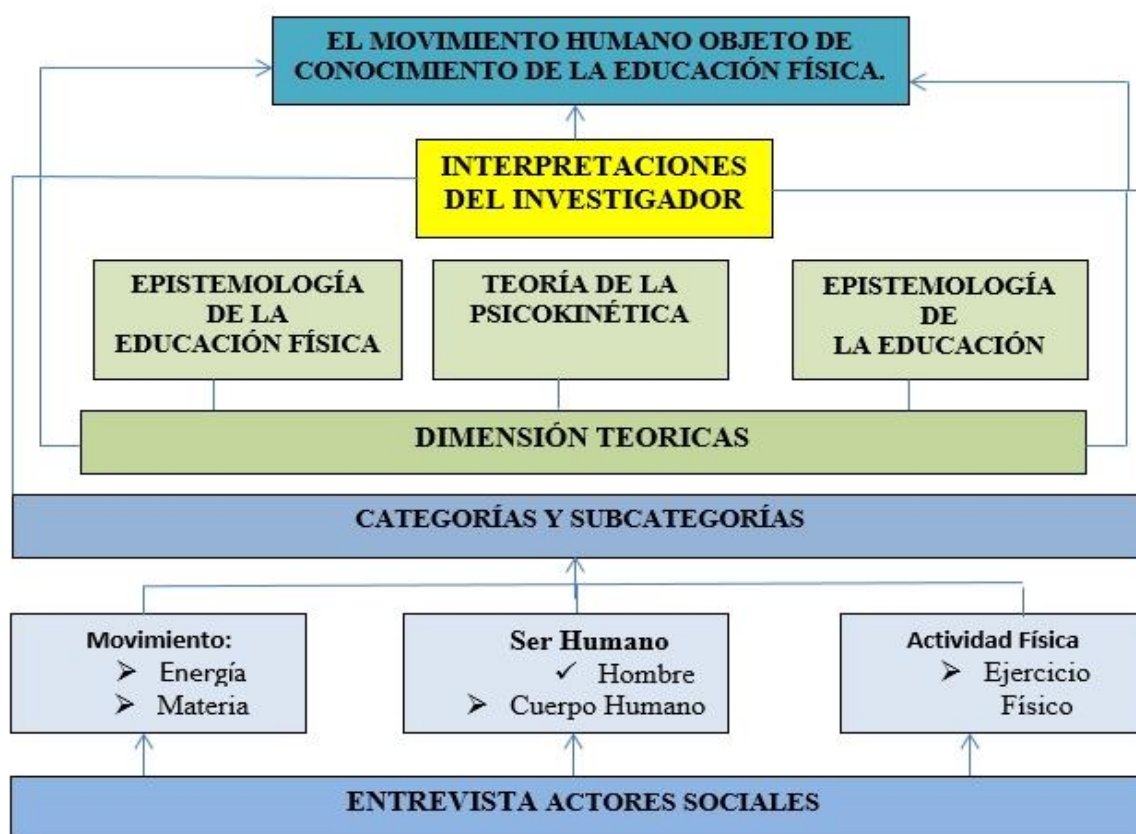 EL MOVIMIENTO HUMANO OBJETO DE
CONOCIMIENTO DE LA EDUCACIÓN FÍSICA.
INTERPRETACIONES
DEL INVESTIGADOR
EPISTEMOLOGÍA
DE LA
EDUCACIÓN FÍSICA
TEORÍA DE LA
PSICOKINÉTICA
EPISTEMOLOGÍA
DE
LA EDUCACIÓN
DIMENSIÓN TEORICAS
CATEGORÍAS Y SUBCATEGORÍAS
Movimiento:
➢ Energía
➢ Materia
Ser Humano
✓ Hombre
➢ Cuerpo Humano
Actividad Física
➢ Ejercicio
Físico
ENTREVISTA ACTORES SOCIALES